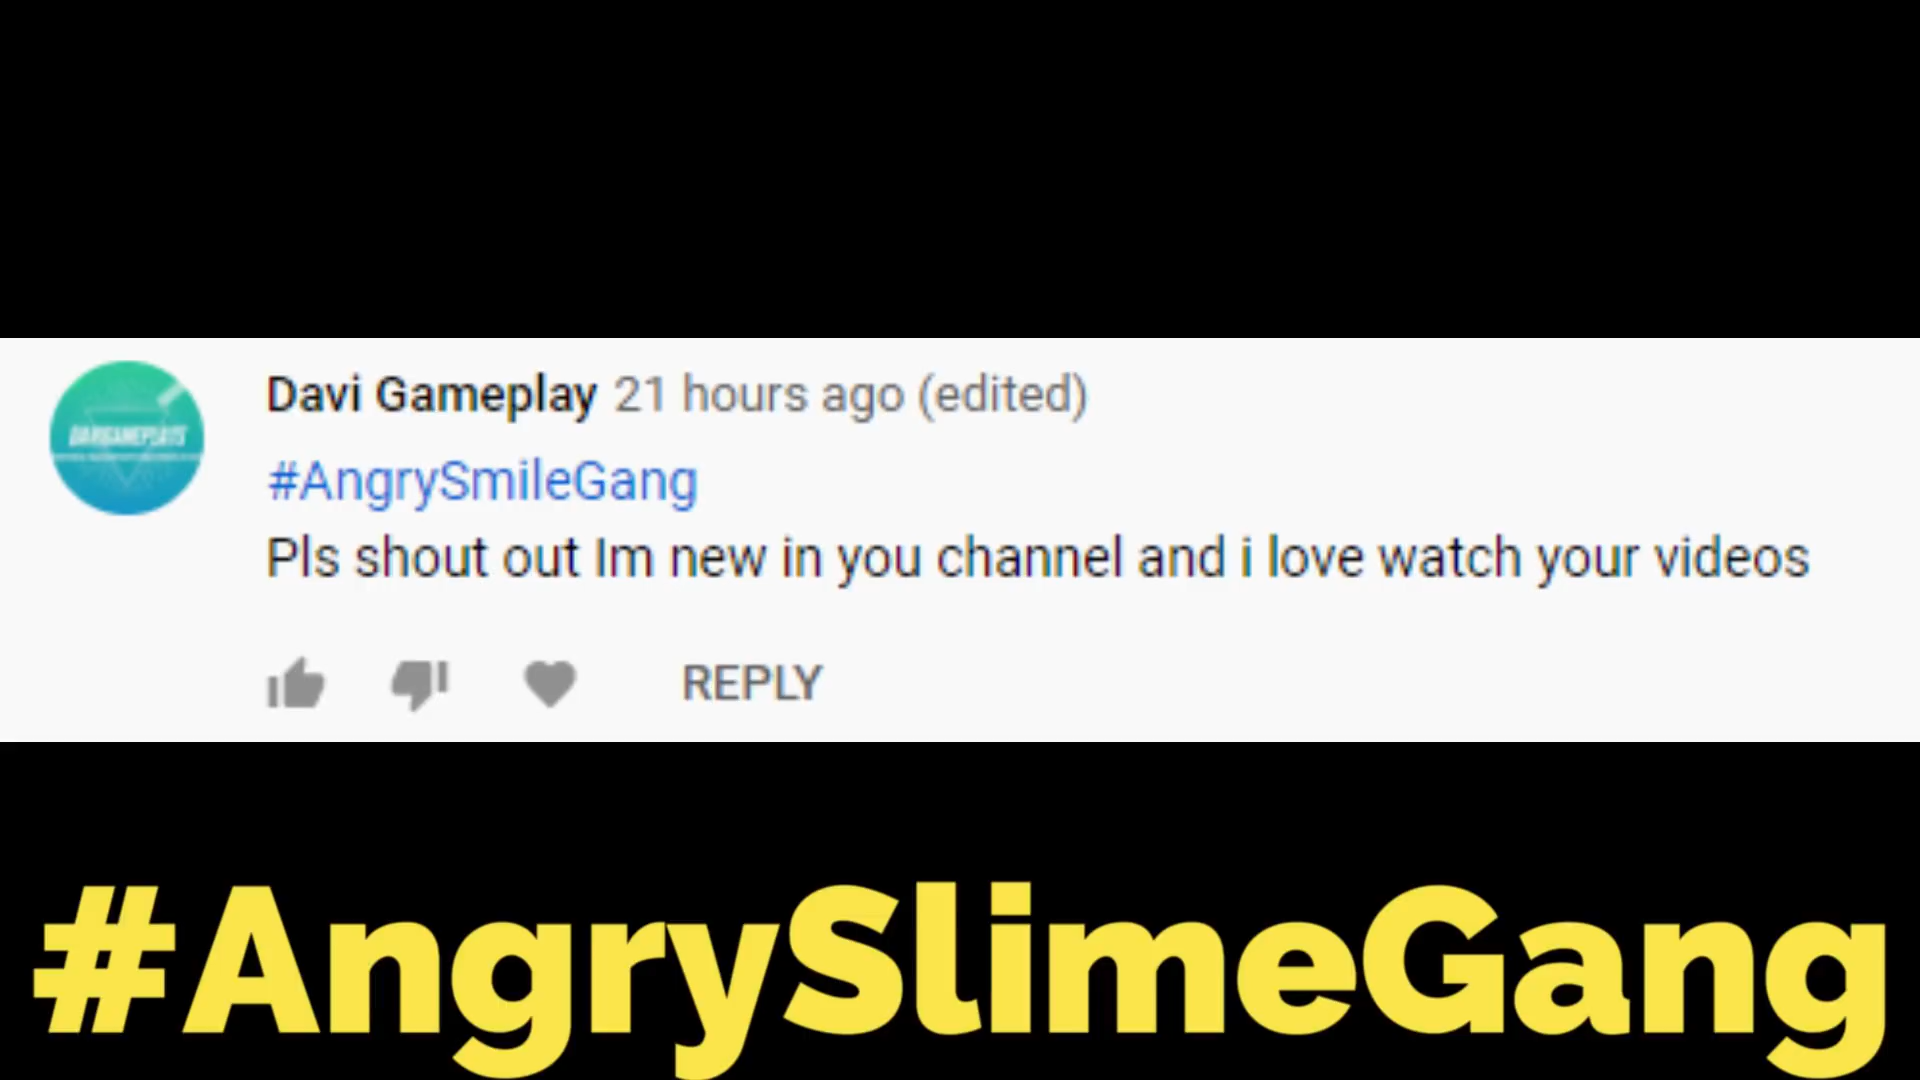 Davi Gameplay 21 hours ago (edited)
#AngrySmileGang
Pls shout out Im new in you channel and i love watch your videos
REPLY
#AngrySlimeGang